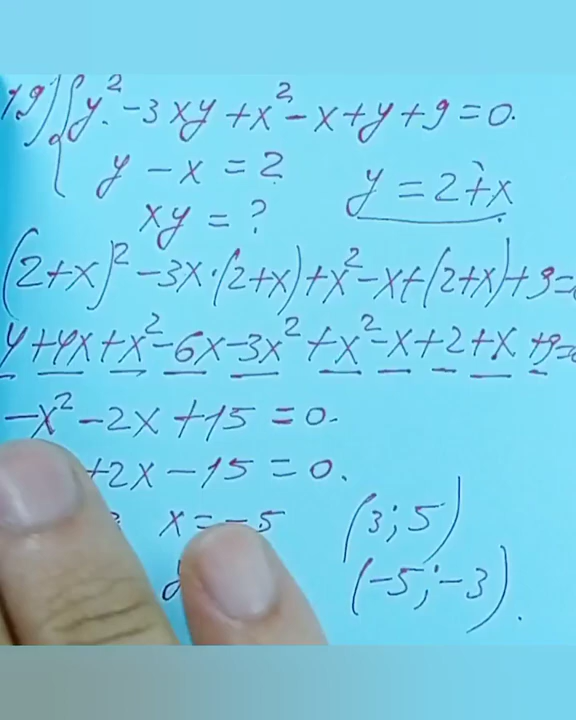 19) { y² - 3xy + x² - x + y + 9 = 0.
y - x = 2 y = 2 + x
xy = ?
(2+x)² - 3x·(2+x) + x² - x + (2+x) + 9 =
4 + 4x + x² - 6x - 3x² + x² - x + 2 + x + 9 =
-x² - 2x + 15 = 0.
+2x - 15 = 0.
x = -5 (3; 5)
(-5; -3).